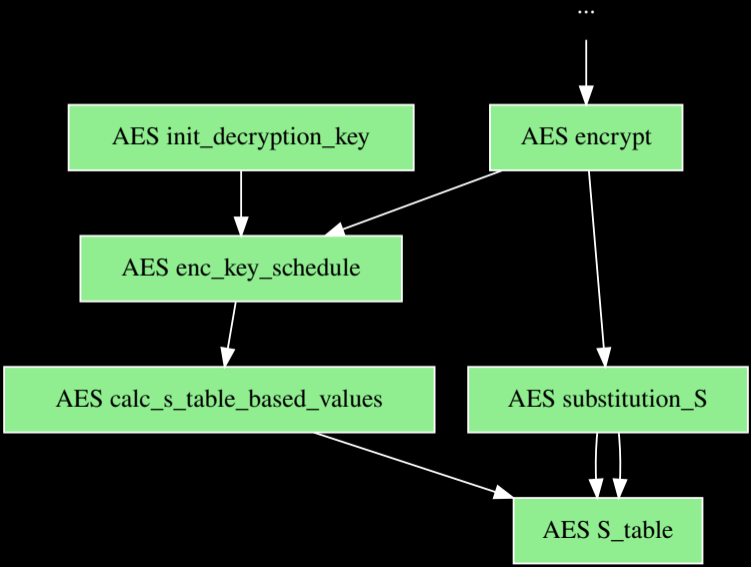 ...
AES init_decryption_key
AES encrypt
AES enc_key_schedule
AES calc_s_table_based_values
AES substitution_S
AES S_table